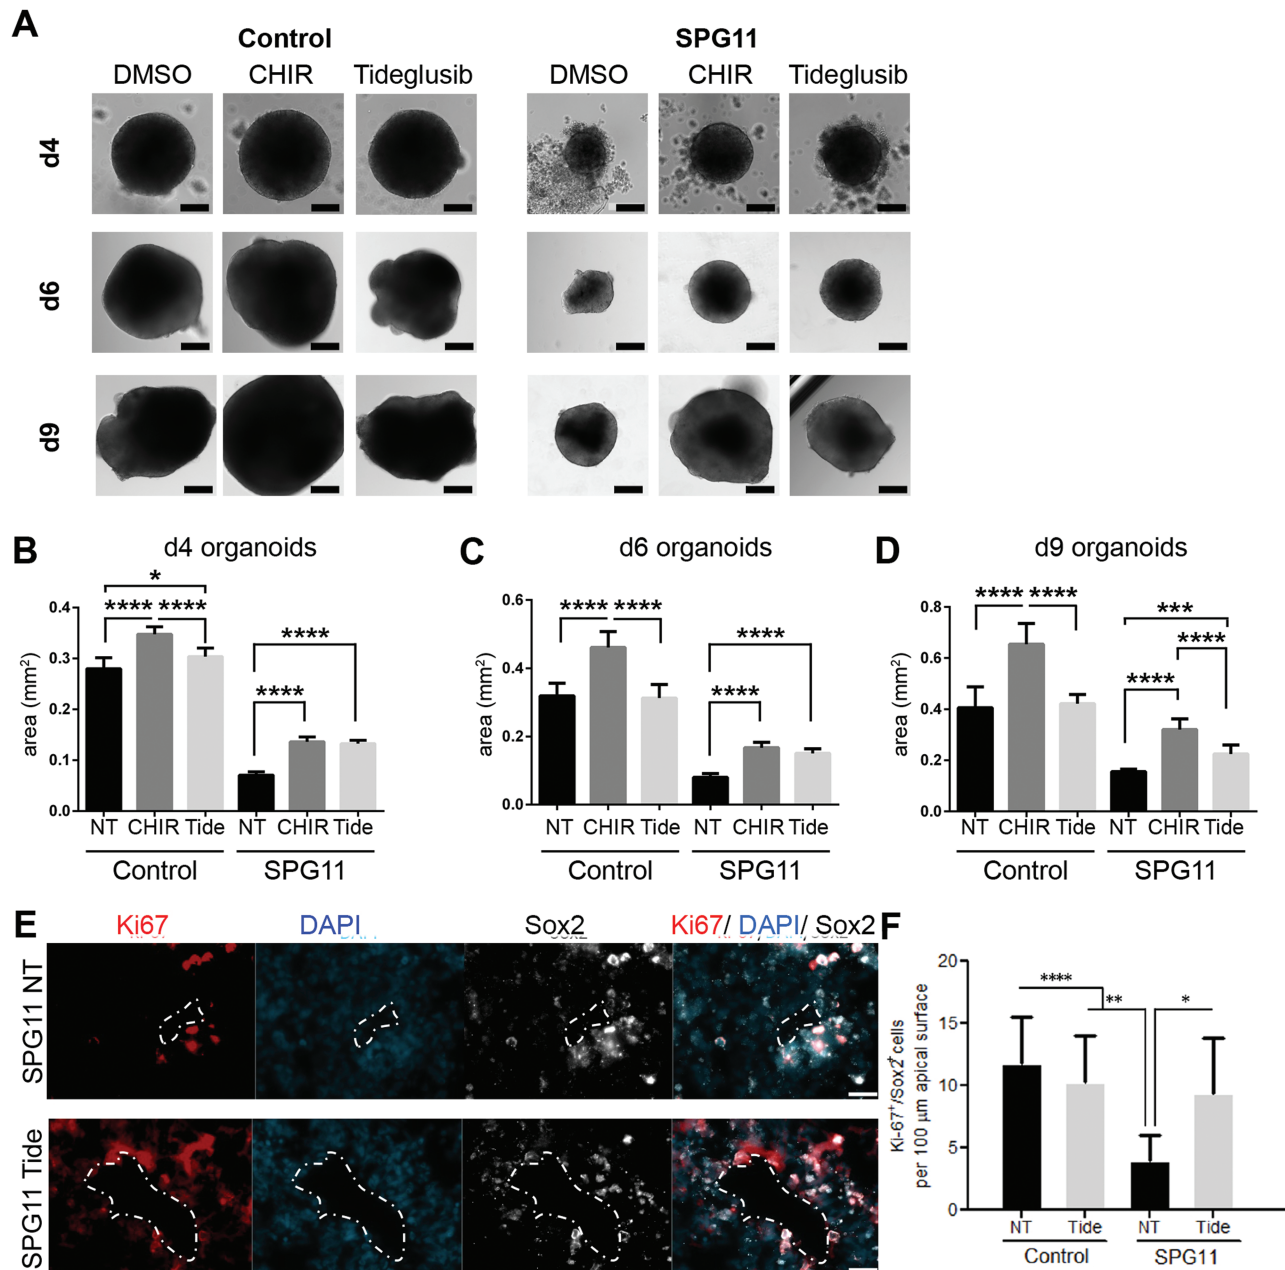 A
Control SPG11
DMSO CHIR Tideglusib DMSO CHIR Tideglusib
d4
d6
d9
B d4 organoids
* **** **** **** ****
area (mm²)
0.4
0.3
0.2
0.1
0.0
NT CHIR Tide NT CHIR Tide
Control SPG11
C d6 organoids
**** **** **** ****
area (mm²)
0.6
0.4
0.2
0.0
NT CHIR Tide NT CHIR Tide
Control SPG11
D d9 organoids
**** **** *** **** ****
area (mm²)
0.8
0.6
0.4
0.2
0.0
NT CHIR Tide NT CHIR Tide
Control SPG11
E Ki67 DAPI Sox2 Ki67/ DAPI/ Sox2
SPG11 NT
SPG11 Tide
F
Ki-67⁺/Sox2⁺cells
per 100 µm apical surface
20
15
10
5
0
**** ** *
NT Tide NT Tide
Control SPG11